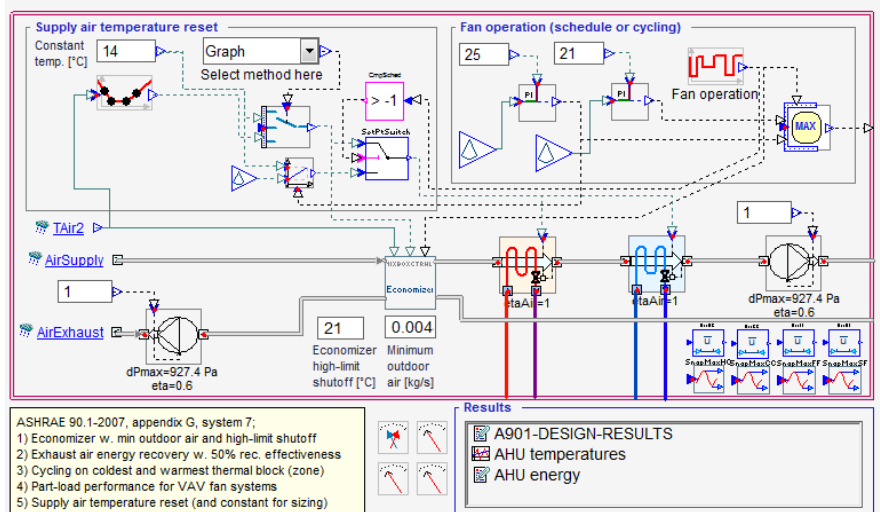 Supply air temperature reset
Constant
temp. [°C]
14
Graph
Select method here
CmpSched
> -1
SetPtSwitch
Fan operation (schedule or cycling)
25
21
PI
PI
Fan operation
MAX
TAir2
AirSupply
1
AirExhaust
dPmax=927.4 Pa
eta=0.6
Economizer
21
Economizer
high-limit
shutoff [°C]
0.004
Minimum
outdoor
air [kg/s]
etaAir=1
etaAir=1
1
dPmax=927.4 Pa
eta=0.6
ASHRAE 90.1-2007, appendix G, system 7;
1) Economizer w. min outdoor air and high-limit shutoff
2) Exhaust air energy recovery w. 50% rec. effectiveness
3) Cycling on coldest and warmest thermal block (zone)
4) Part-load performance for VAV fan systems
5) Supply air temperature reset (and constant for sizing)
Results
A901-DESIGN-RESULTS
AHU temperatures
AHU energy